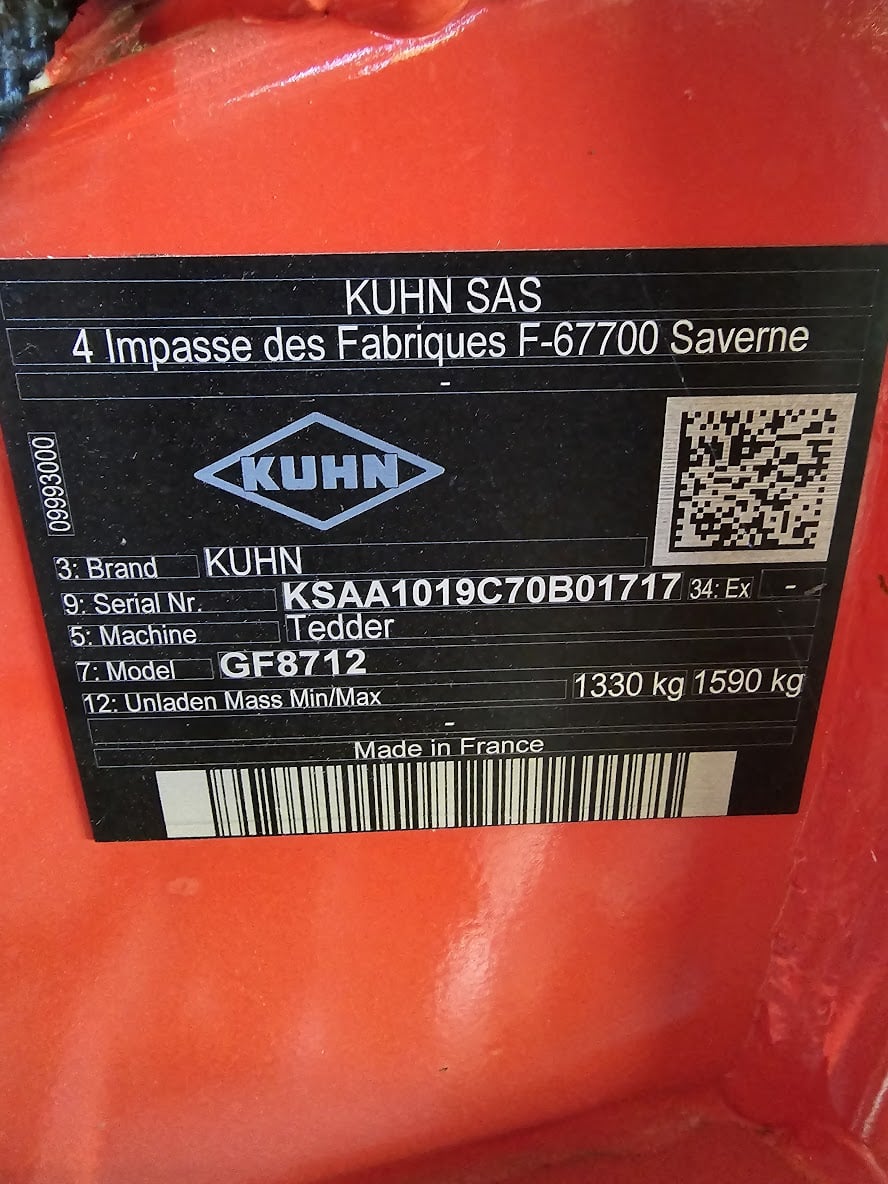 KUHN SAS
4 Impasse des Fabriques F-67700 Saverne
-
09993000
KUHN
3: Brand KUHN
9: Serial Nr. KSAA1019C70B01717 34: Ex -
5: Machine Tedder
7: Model GF8712
12: Unladen Mass Min/Max 1330 kg 1590 kg
-
Made in France